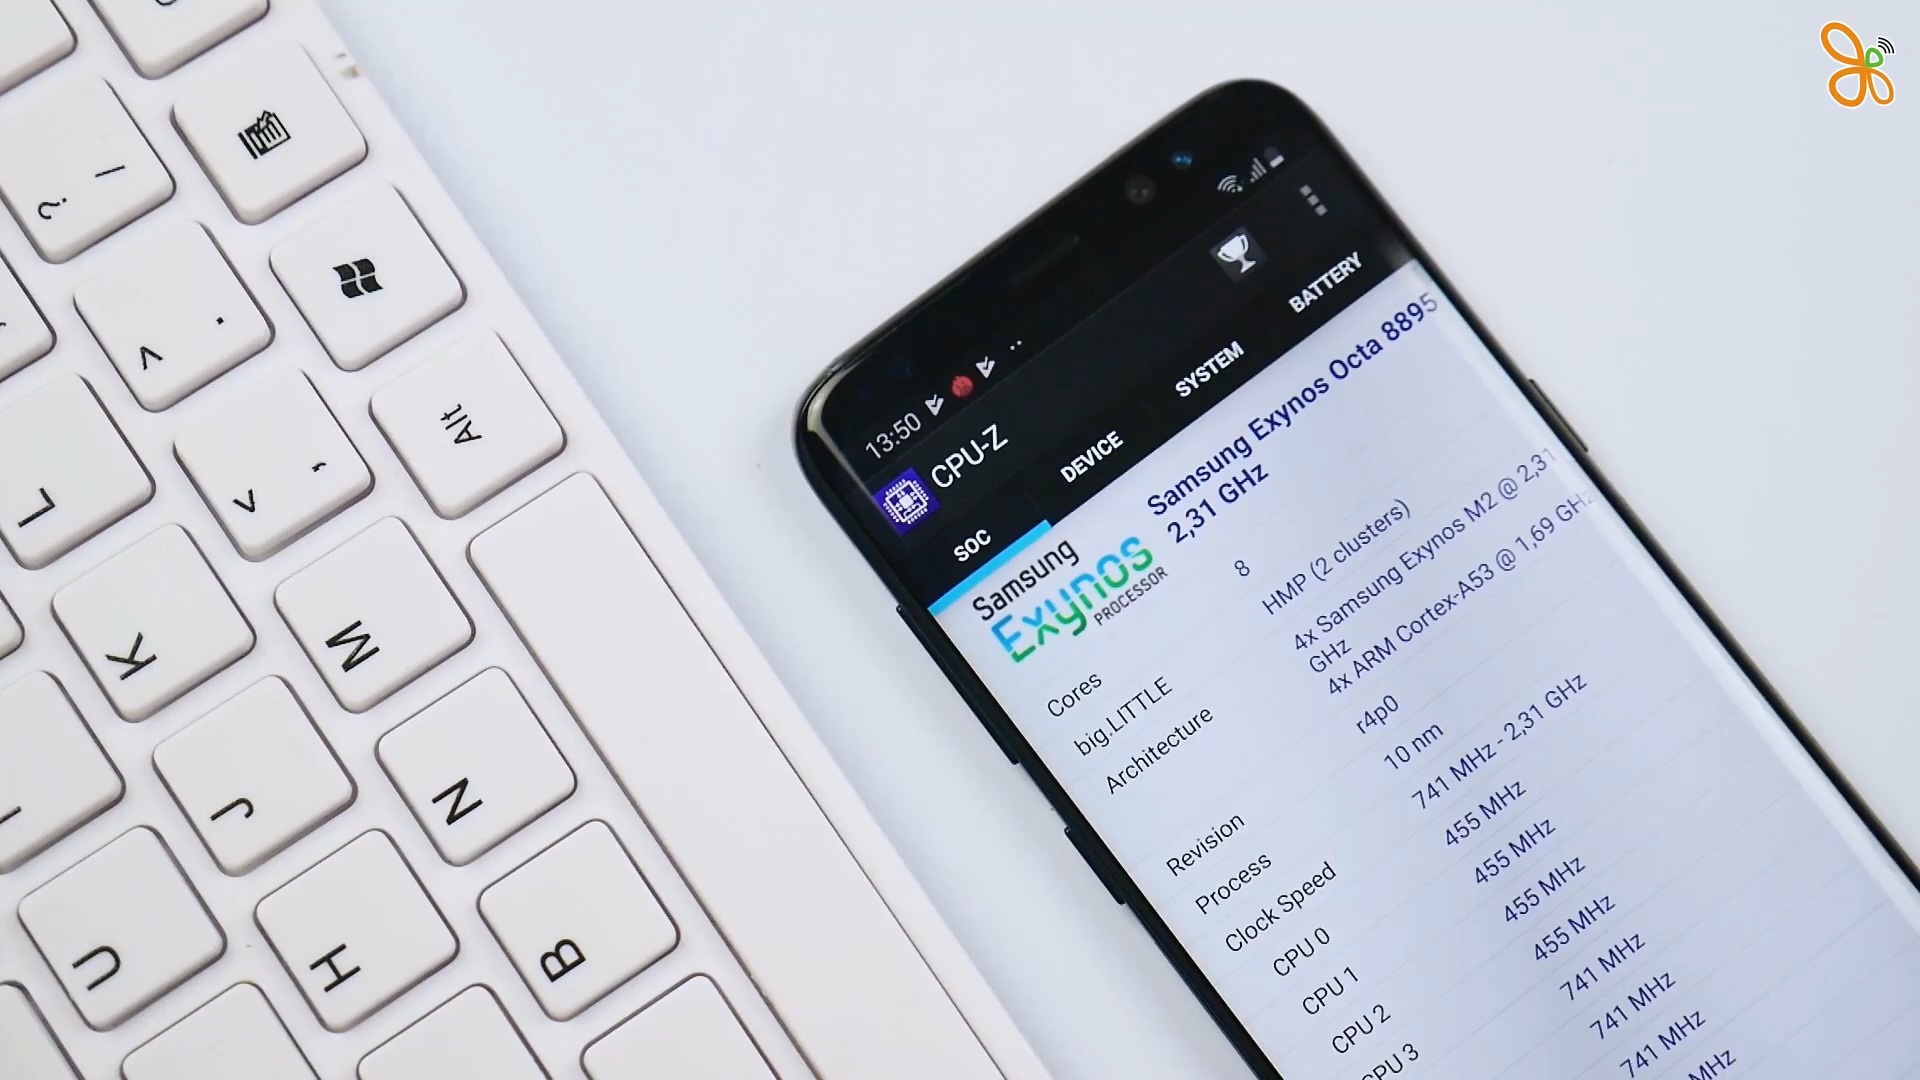 13:50
CPU-Z
SOC
DEVICE
SYSTEM
BATTERY
Samsung
Exynos
PROCESSOR
Samsung Exynos Octa 8895
2,31 GHz
Cores
8
big.LITTLE
HMP (2 clusters)
Architecture
4x Samsung Exynos M2 @ 2,31
GHz
4x ARM Cortex-A53 @ 1,69 GHz
Revision
r4p0
Process
10 nm
Clock Speed
741 MHz - 2,31 GHz
CPU 0
455 MHz
CPU 1
455 MHz
CPU 2
455 MHz
CPU 3
455 MHz
741 MHz
741 MHz
741 MHz
MHz
? /
> .
< ,
Alt
L
K
M
J
N
U
H
B